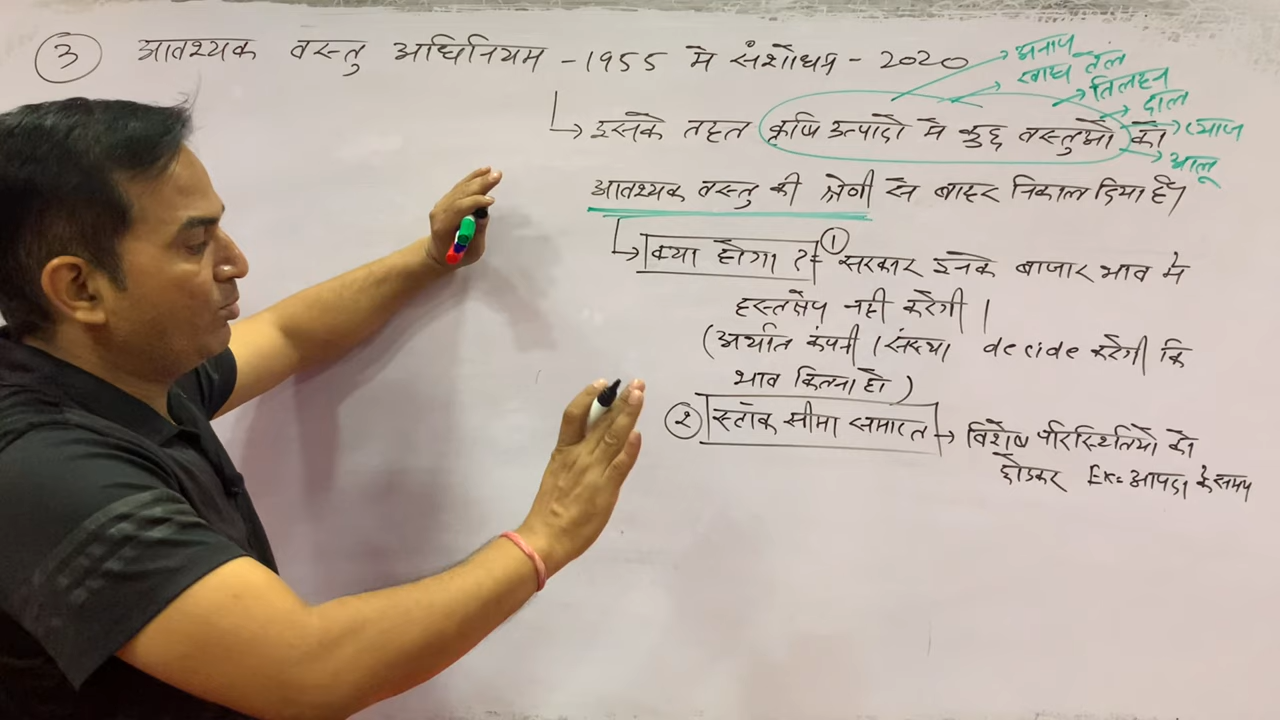 ③ आवश्यक वस्तु अधिनियम - 1955 मे संशोधन - 2020
अनाज
खाद्य तेल
तिलहन
दाल
प्याज
आलू
↳ इसके तहत कृषि उत्पादो मे कुछ वस्तुओं को
आवश्यक वस्तु की श्रेणी से बाहर निकाल दिया है।
↳ क्या होगा ?= ① सरकार इनके बाजार भाव मे
हस्तक्षेप नही करेगी ।
(अर्थात कंपनी / संस्था decide करेगी कि
भाव कितना हो )
② स्टॉक सीमा समाप्त → विशेष परिस्थितियो को
छोडकर Ex= आपदा के समय